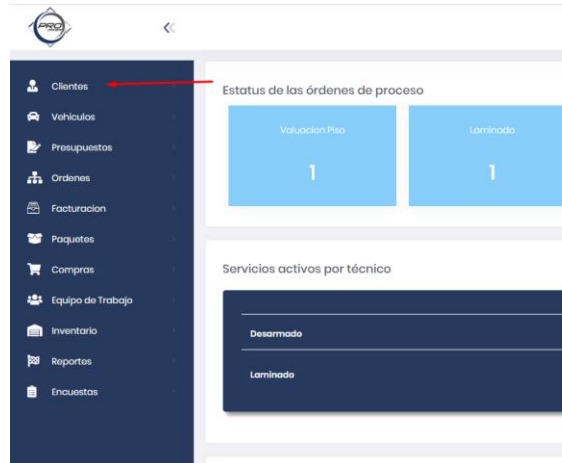 PRO
Clientes
Vehiculos
Presupuestos
Ordenes
Facturacion
Paquetes
Compras
Equipo de Trabajo
Inventario
Reportes
Encuestas
Estatus de las órdenes de proceso
Valuacion Piso
Laminado
1
1
Servicios activos por técnico
Desarmado
Laminado